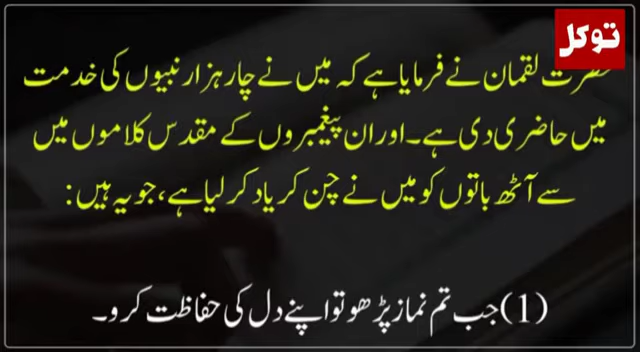 توکل
حضرت لقمان نے فرمایا ہے کہ میں نے چار ہزار نبیوں کی خدمت
میں حاضری دی ہے۔ اور ان پیغمبروں کے مقدس کلاموں میں
سے آٹھ باتوں کو میں نے چن کر یاد کر لیا ہے، جو یہ ہیں:
(1) جب تم نماز پڑھو تو اپنے دل کی حفاظت کرو۔